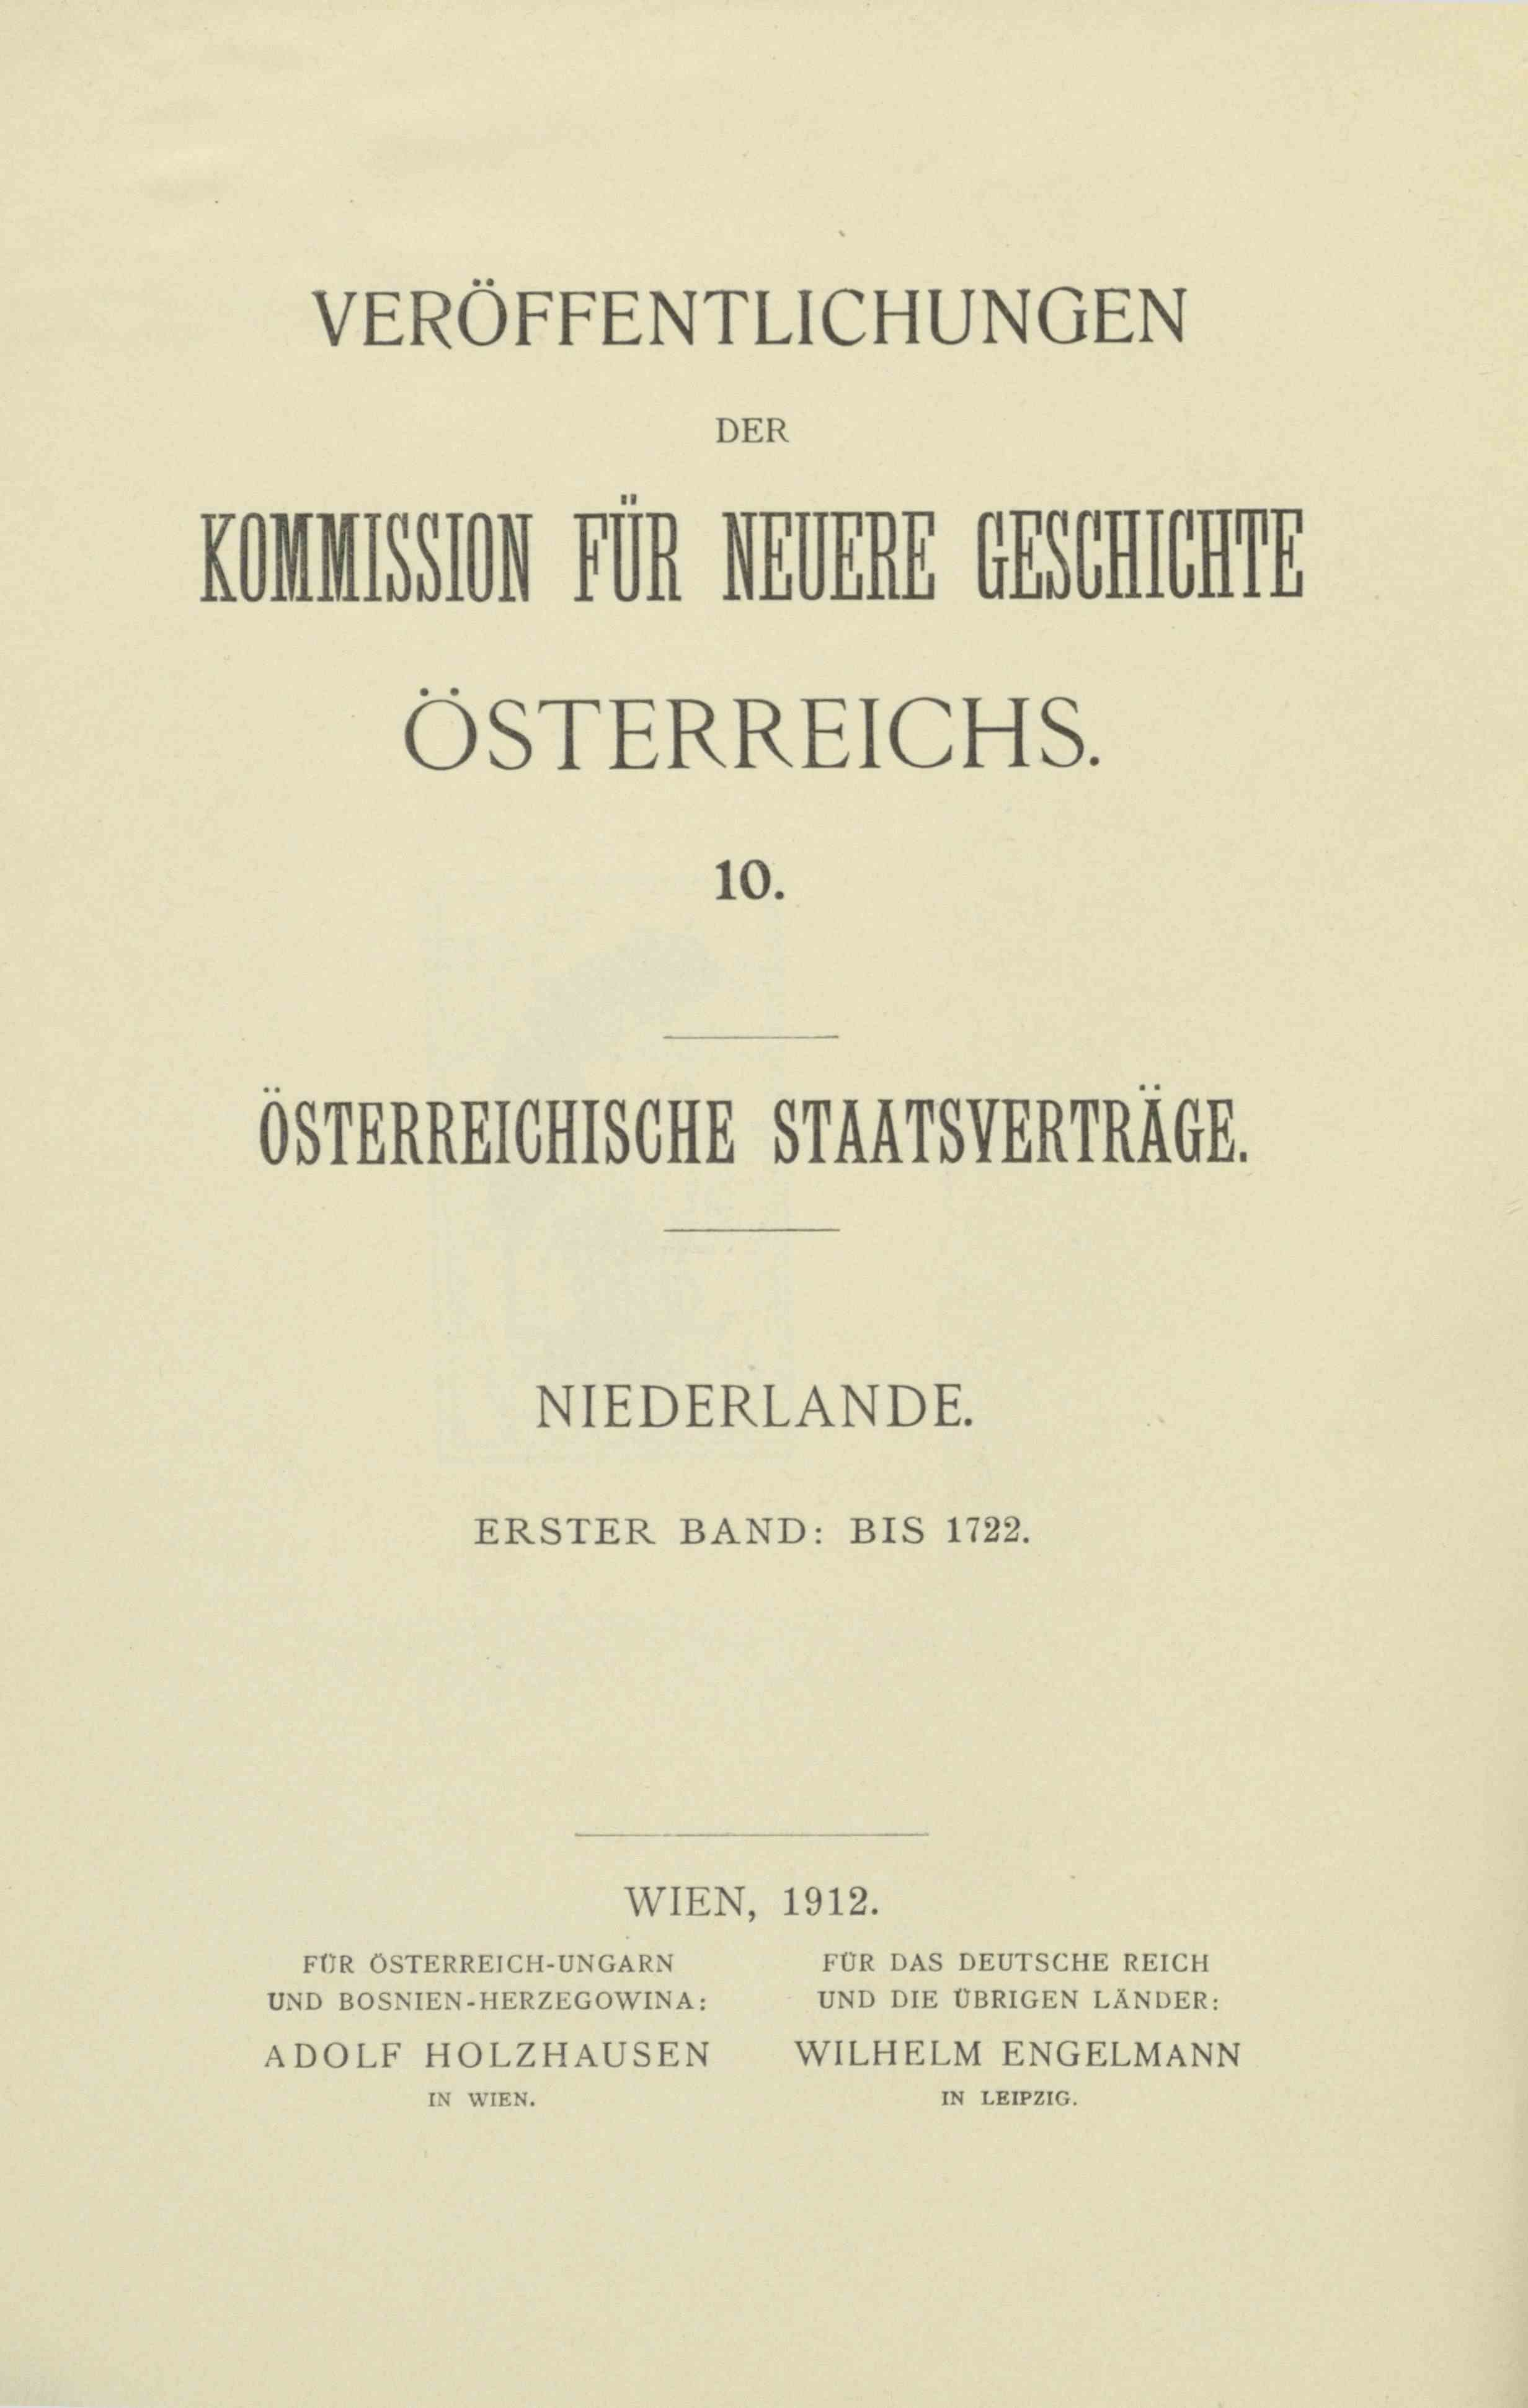 VERÖFFENTLICHUNGEN
DER
KOMMISSION FÜR NEUERE GESCHICHTE
ÖSTERREICHS.
10.
ÖSTERREICHISCHE STAATSVERTRÄGE.
NIEDERLANDE.
ERSTER BAND: BIS 1722.
WIEN, 1912.
FÜR ÖSTERREICH-UNGARN
UND BOSNIEN-HERZEGOWINA:
ADOLF HOLZHAUSEN
IN WIEN.
FÜR DAS DEUTSCHE REICH
UND DIE ÜBRIGEN LÄNDER:
WILHELM ENGELMANN
IN LEIPZIG.